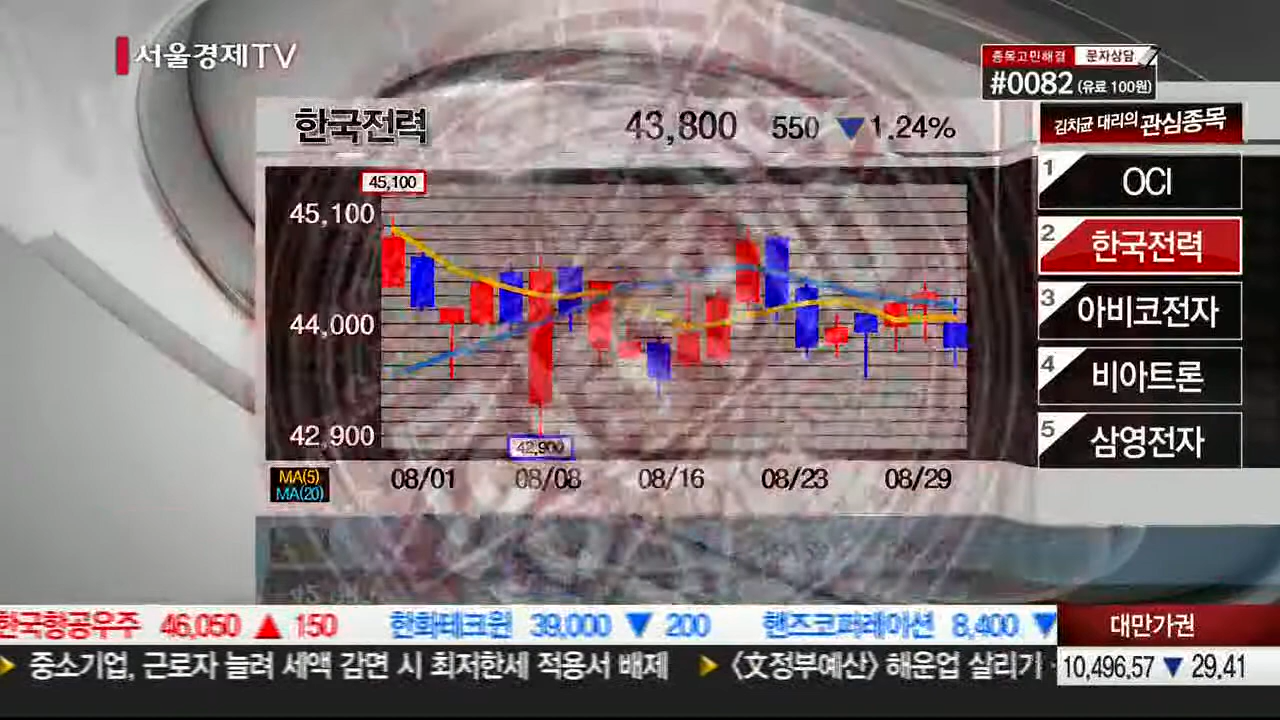 서울경제TV
종목고민해결 문자상담
#0082 (유료 100원)
한국전력 43,800 550 ▼ 1.24%
김치균 대리의 관심종목
1 OCI
2 한국전력
3 아비코전자
4 비아트론
5 삼영전자
45,100
45,100
44,000
42,900
42,900
MA(5)
MA(20)
08/01 08/08 08/16 08/23 08/29
한국항공우주 46,050 ▲ 150 한화테크윈 39,000 ▼ 200 핸즈코퍼레이션 8,400 ▼
대만가권
중소기업, 근로자 늘려 세액 감면 시 최저한세 적용서 배제 〈文정부예산〉 해운업 살리기
10,496.57 ▼ 29.41